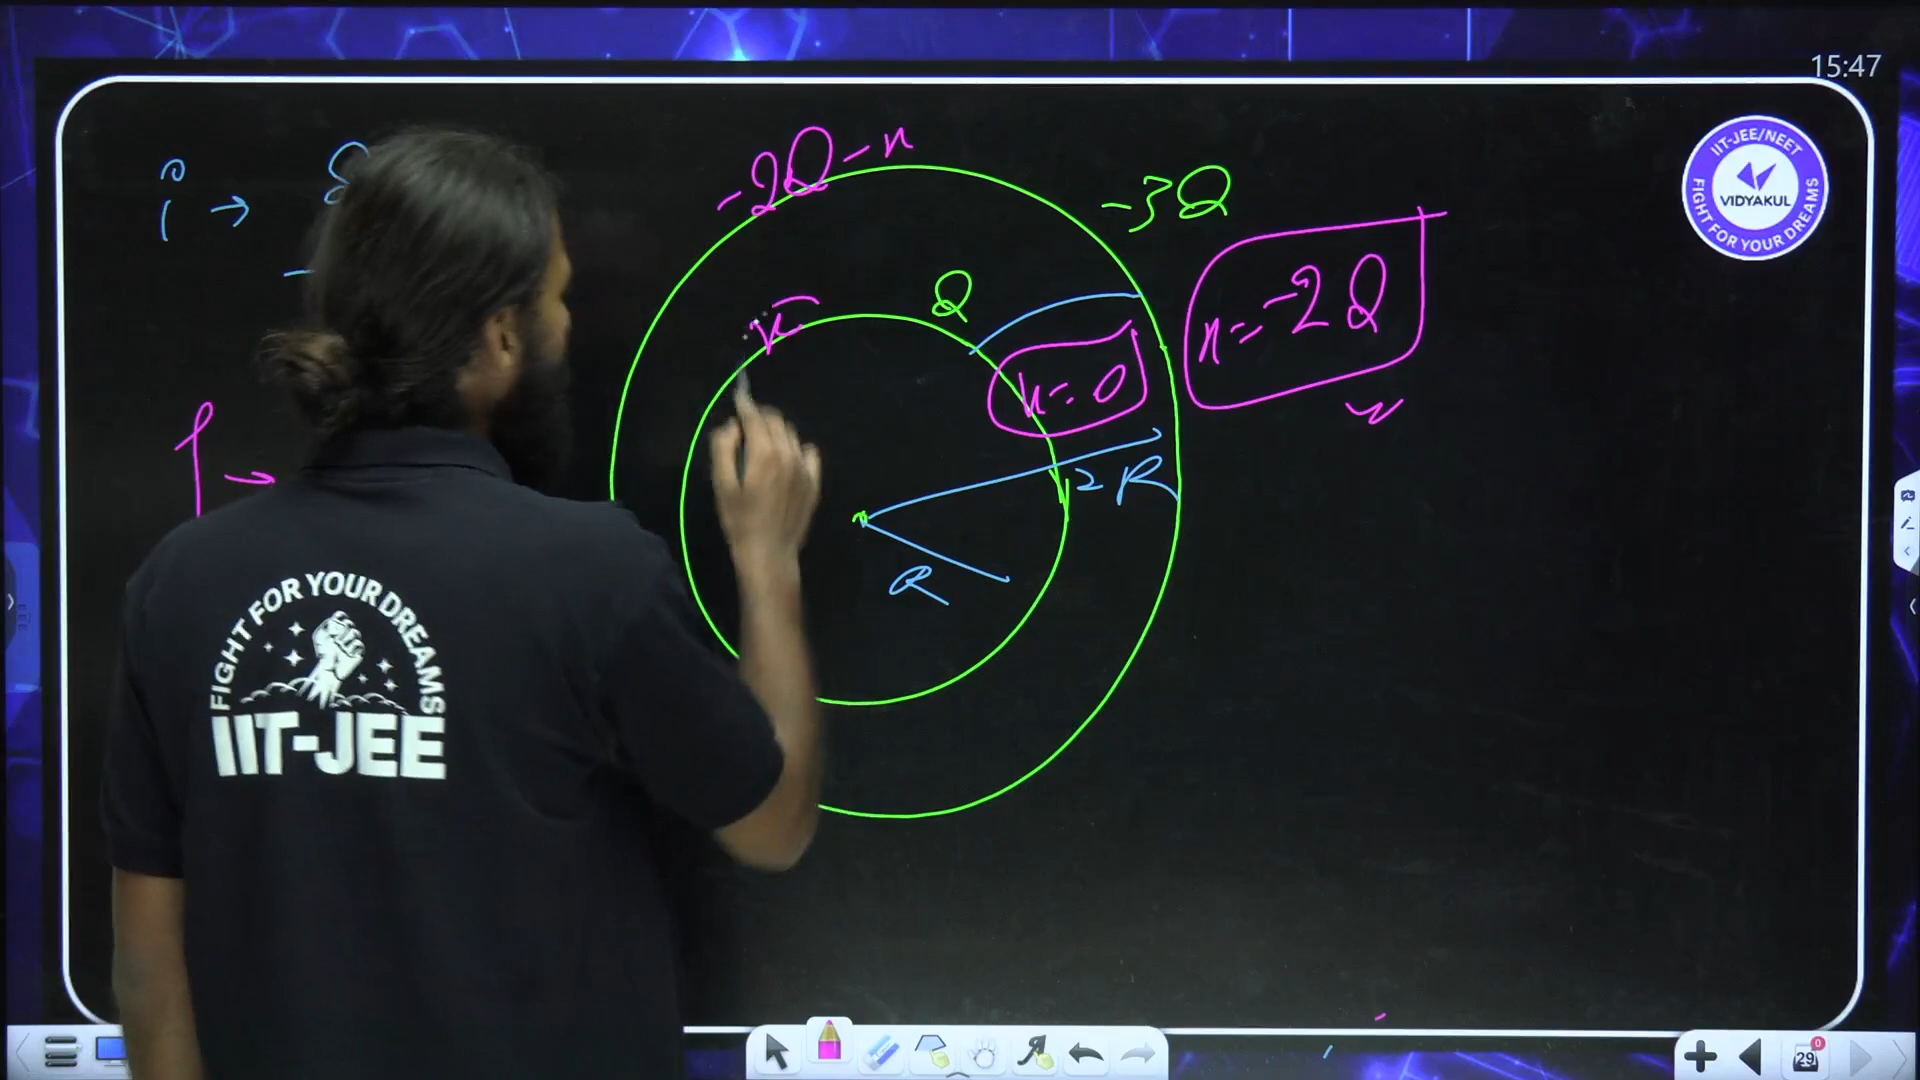 15:47
IIT-JEE/NEET
VIDYAKUL
FIGHT FOR YOUR DREAMS
i →
-2Q-x
-3Q
Q
x
x=0
x=-2Q
2R
R
FIGHT FOR YOUR DREAMS
IIT-JEE
29
0